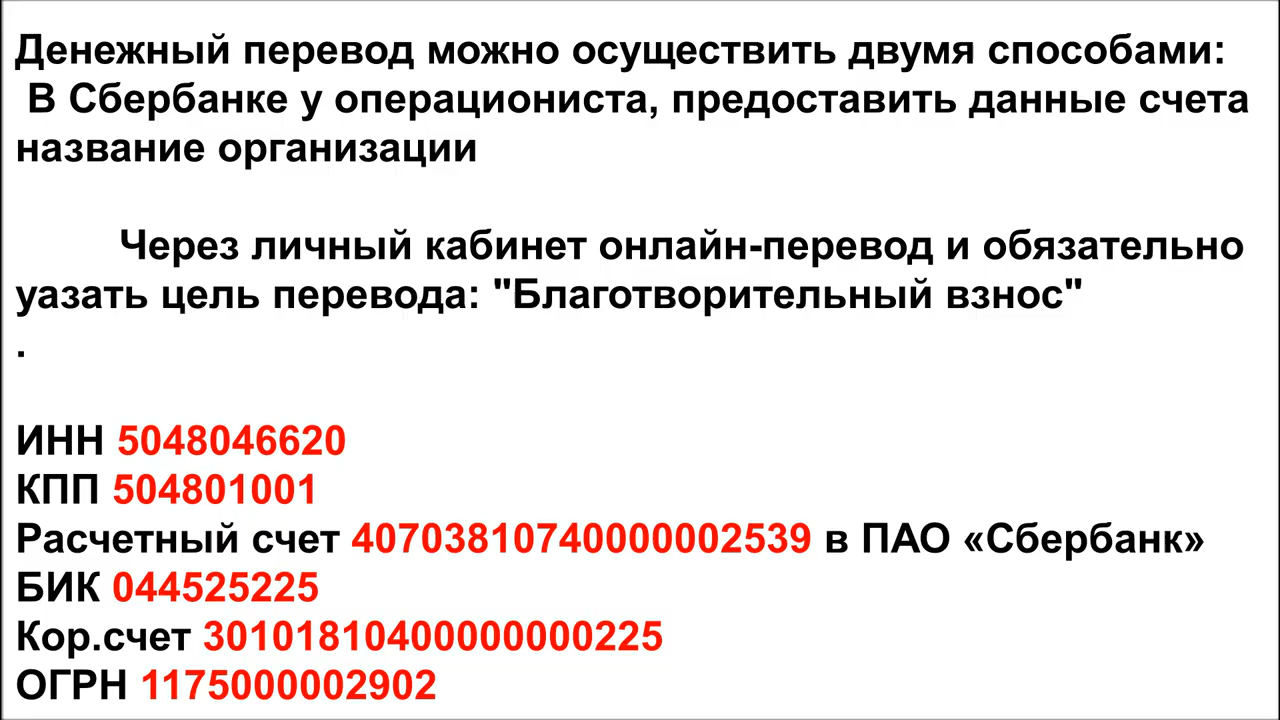 Денежный перевод можно осуществить двумя способами:
В Сбербанке у операциониста, предоставить данные счета
название организации
Через личный кабинет онлайн-перевод и обязательно
уазать цель перевода: "Благотворительный взнос"
.
ИНН 5048046620
КПП 504801001
Расчетный счет 40703810740000002539 в ПАО «Сбербанк»
БИК 044525225
Кор.счет 30101810400000000225
ОГРН 1175000002902